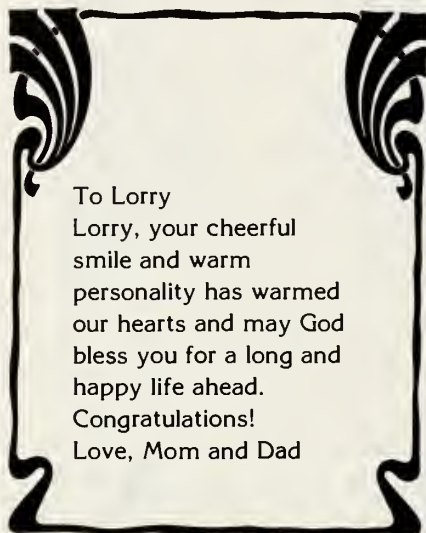 To Lorry
Lorry, your cheerful
smile and warm
personality has warmed
our hearts and may God
bless you for a long and
happy life ahead.
Congratulations!
Love, Mom and Dad